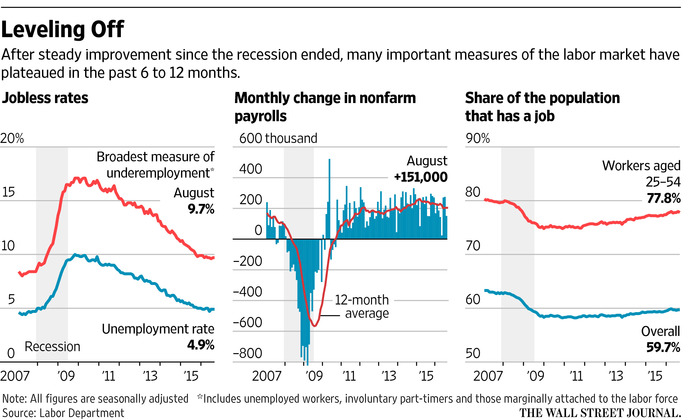 Leveling Off
After steady improvement since the recession ended, many important measures of the labor market have
plateaued in the past 6 to 12 months.
Jobless rates
20%
Broadest measure of
underemployment*
August
9.7%
15
10
5
Unemployment rate
4.9%
0
Recession
2007 '09 '11 '13 '15
Monthly change in nonfarm
payrolls
600 thousand
August
+151,000
400
200
0
−200
−400
12-month
average
−600
−800
2007 '09 '11 '13 '15
Share of the population
that has a job
90%
Workers aged
25–54
77.8%
80
70
60
Overall
59.7%
50
2007 '09 '11 '13 '15
Note: All figures are seasonally adjusted *Includes unemployed workers, involuntary part-timers and those marginally attached to the labor force
Source: Labor Department
THE WALL STREET JOURNAL.